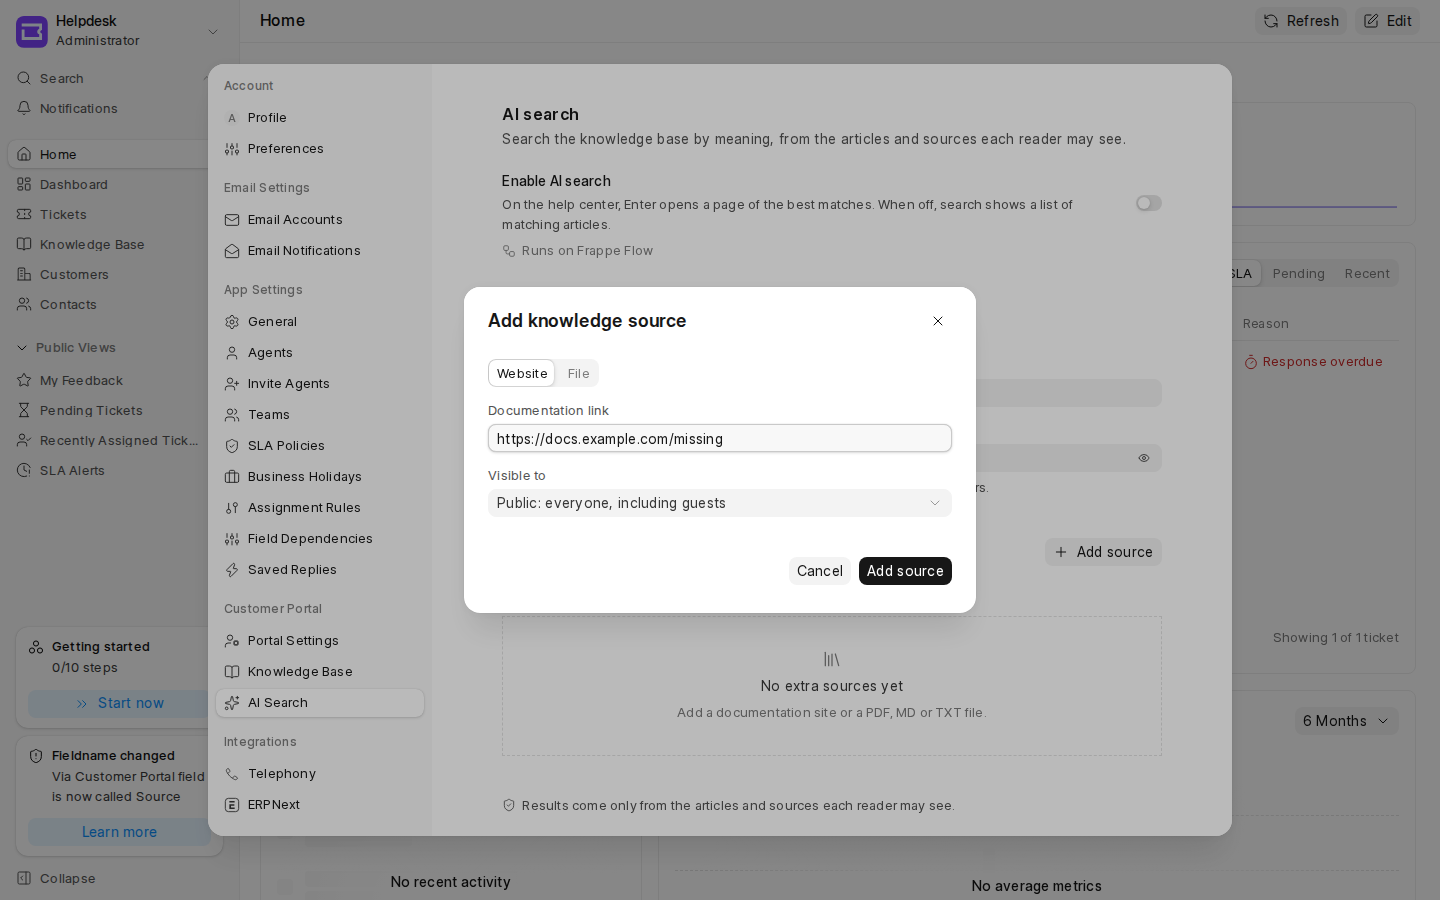 Helpdesk
Administrator
Search
Notifications
Home
Dashboard
Tickets
Knowledge Base
Customers
Contacts
Public Views
My Feedback
Pending Tickets
Recently Assigned Tick...
SLA Alerts
Getting started
0/10 steps
Start now
Fieldname changed
Via Customer Portal field
is now called Source
Learn more
Collapse
Home
Refresh
Edit
Account
A
Profile
Preferences
Email Settings
Email Accounts
Email Notifications
App Settings
General
Agents
Invite Agents
Teams
SLA Policies
Business Holidays
Assignment Rules
Field Dependencies
Saved Replies
Customer Portal
Portal Settings
Knowledge Base
AI Search
Integrations
Telephony
ERPNext
AI search
Search the knowledge base by meaning, from the articles and sources each reader may see.
Enable AI search
On the help center, Enter opens a page of the best matches. When off, search shows a list of
matching articles.
Runs on Frappe Flow
Add knowledge source
Website
File
Documentation link
https://docs.example.com/missing
Visible to
Public: everyone, including guests
Cancel
Add source
rs.
Add source
No extra sources yet
Add a documentation site or a PDF, MD or TXT file.
Results come only from the articles and sources each reader may see.
SLA
Pending
Recent
Reason
Response overdue
Showing 1 of 1 ticket
6 Months
No recent activity
No average metrics